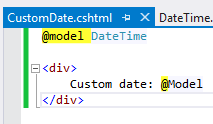 CustomDate.cshtml DateTime.
@model DateTime
<div>
Custom date: @Model
</div>